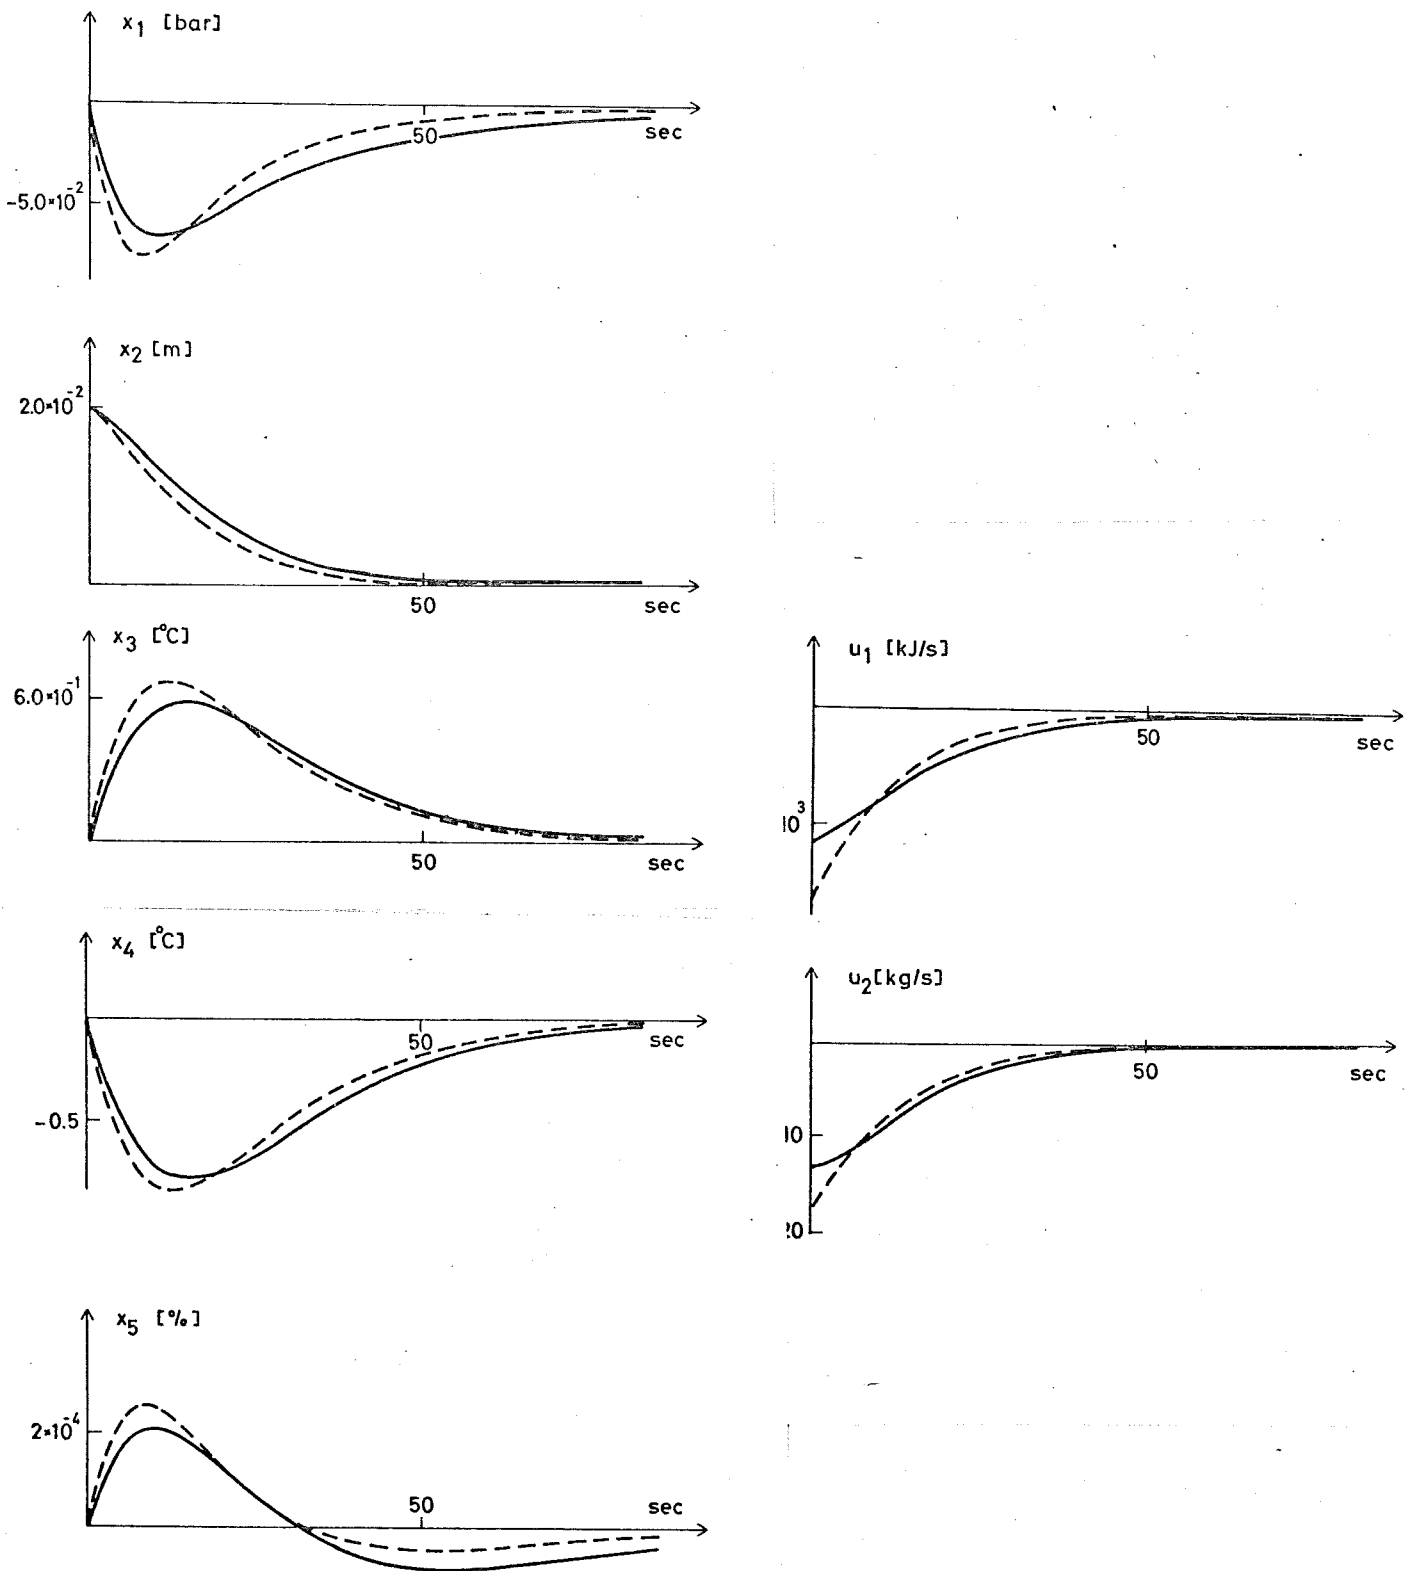 x₁ [bar]
50
sec
-5.0×10⁻²
x₂ [m]
2.0×10⁻²
50
sec
x₃ [°C]
6.0×10⁻¹
50
sec
x₄ [°C]
50
sec
-0.5
x₅ [%]
2×10⁻⁴
50
sec
u₁ [kJ/s]
50
sec
10³
u₂ [kg/s]
50
sec
10
20